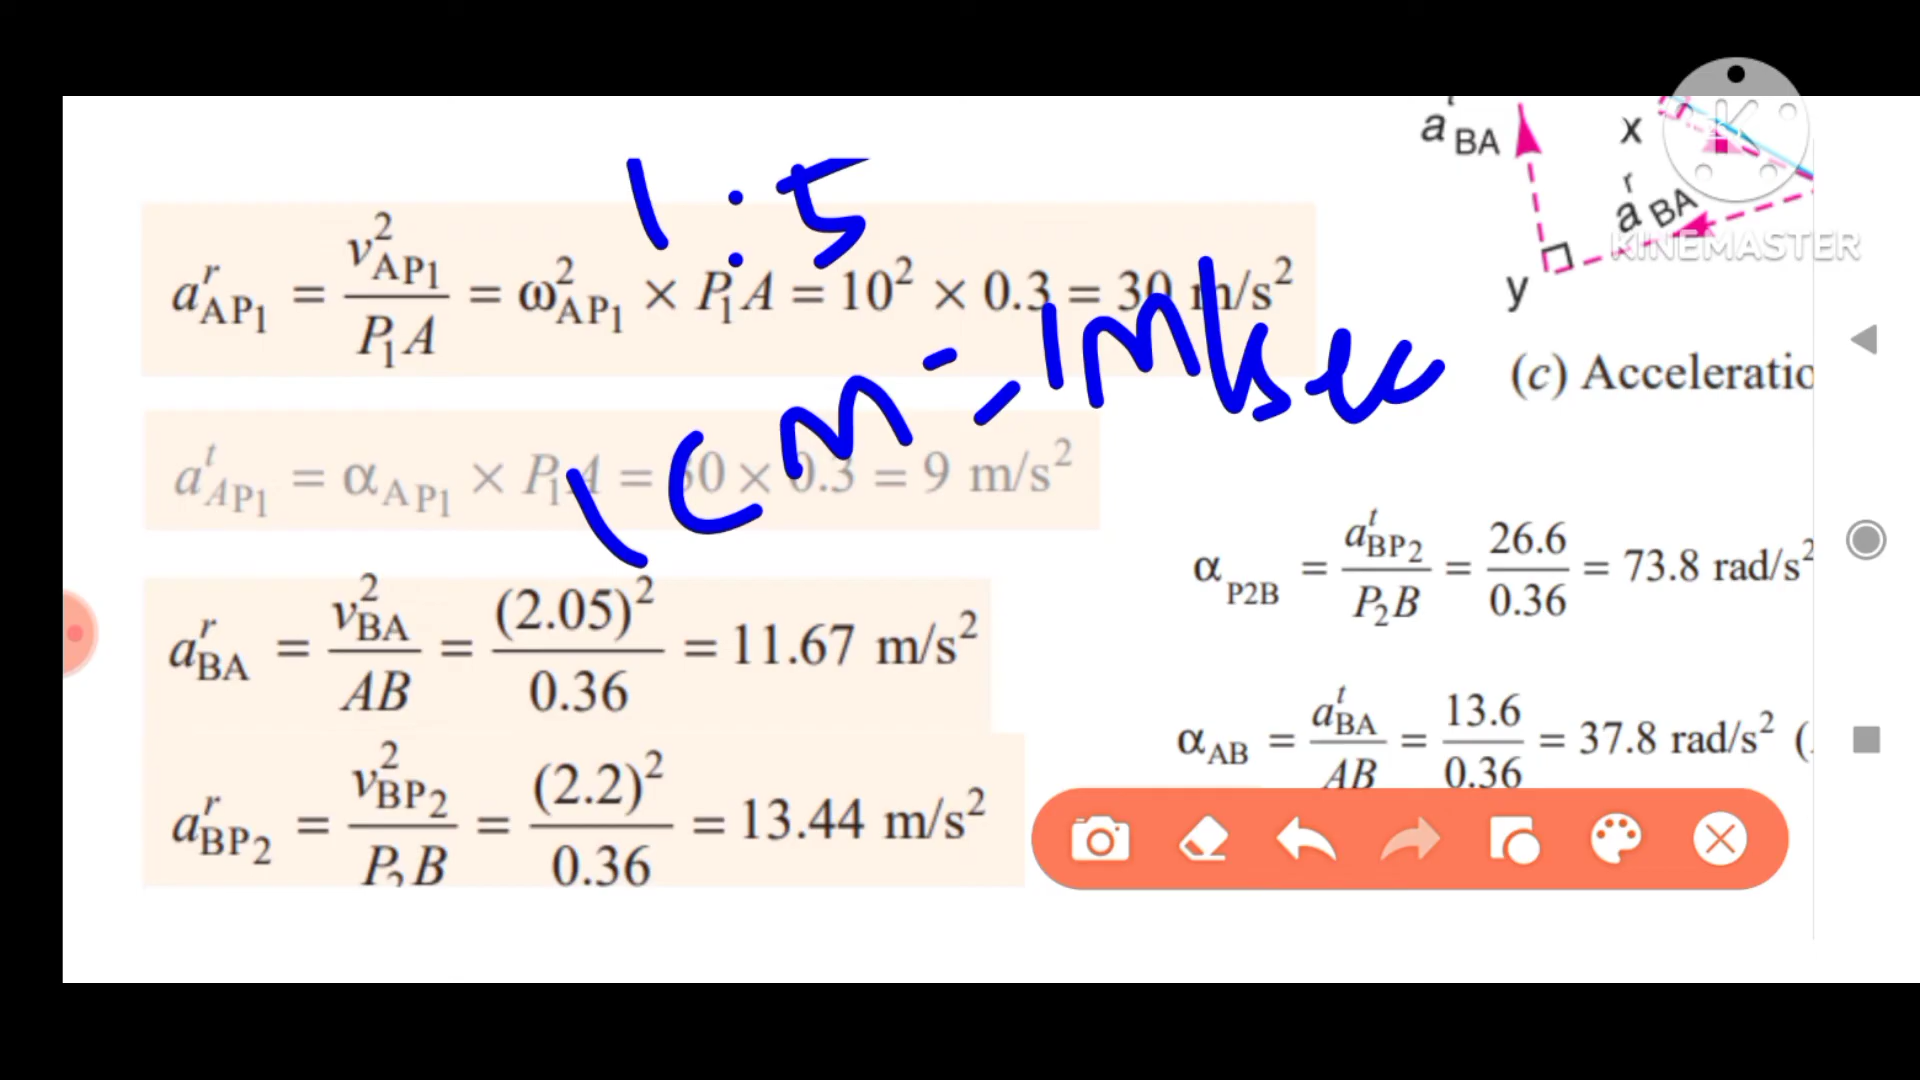 1:5
a^r_AP1 = v²_AP1 / P1A = ω²_AP1 × P1A = 10² × 0.3 = 30 m/s²
1CM = 1M/sec
a^t_AP1 = α_AP1 × P1A = 30 × 0.3 = 9 m/s²
a^r_BA = v²_BA / AB = (2.05)² / 0.36 = 11.67 m/s²
a^r_BP2 = v²_BP2 / P2B = (2.2)² / 0.36 = 13.44 m/s²
a BA
x
a^r BA
y
KINEMASTER
(c) Acceleratio
α P2B = a^t_BP2 / P2B = 26.6 / 0.36 = 73.8 rad/s²
α_AB = a^t_BA / AB = 13.6 / 0.36 = 37.8 rad/s² (